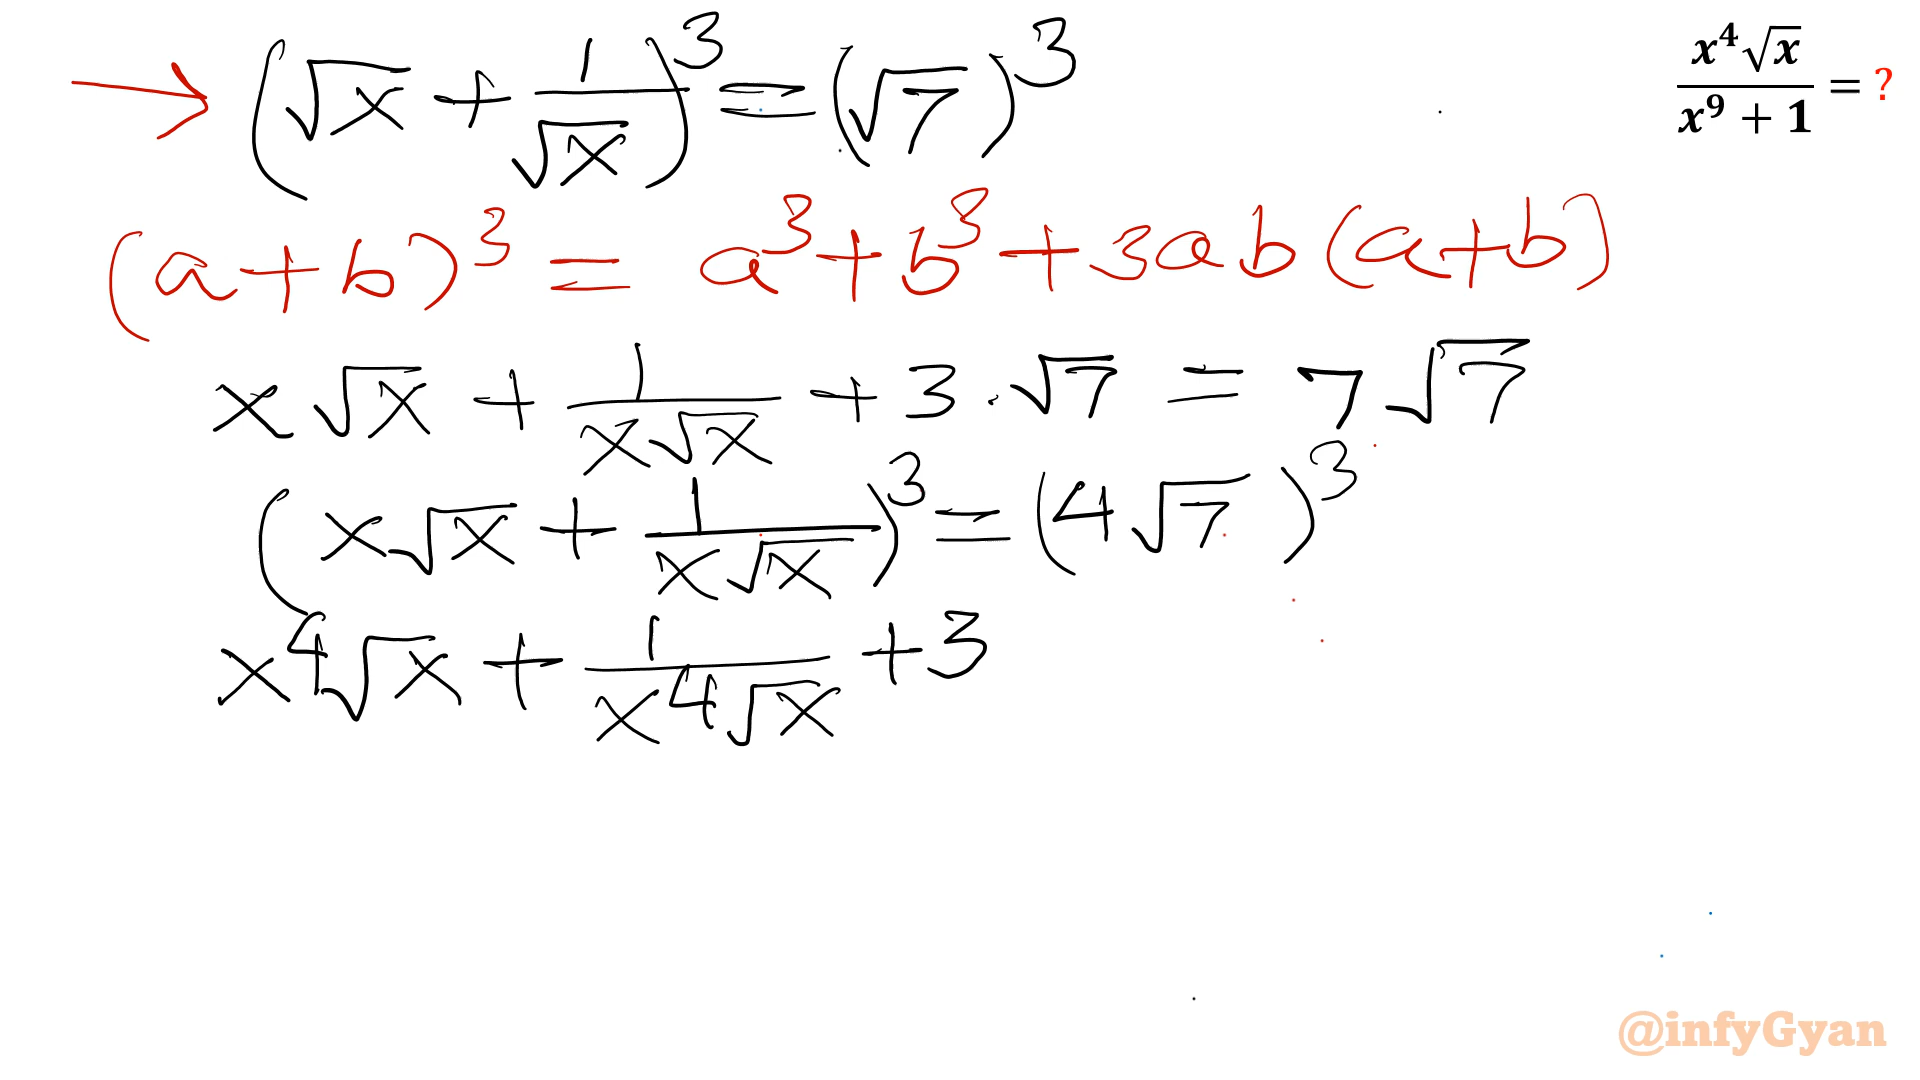 (√x + 1/√x)³ = (√7)³
x⁴√x / (x⁹ + 1) = ?
(a+b)³ = a³ + b³ + 3ab(a+b)
x√x + 1/(x√x) + 3.√7 = 7√7
(x√x + 1/(x√x))³ = (4√7)³
x⁴√x + 1/(x⁴√x) + 3
@infyGyan